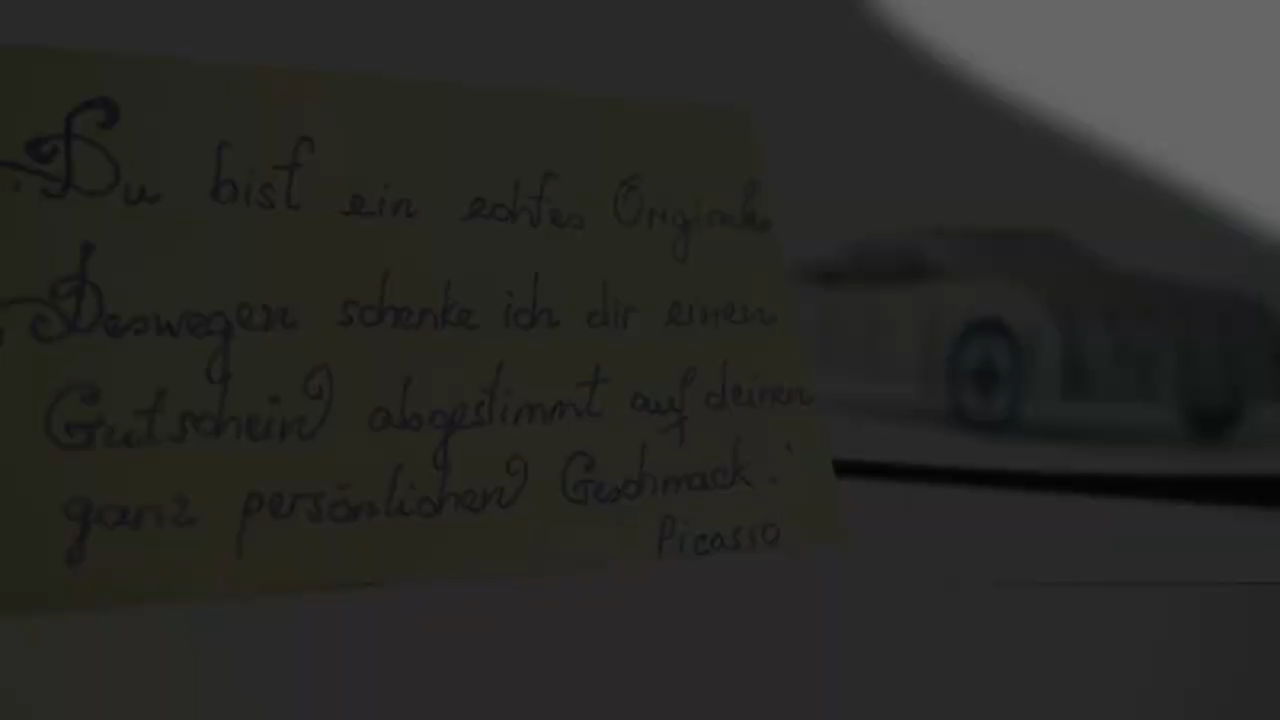 Du bist ein echtes Original.
Deswegen schenke ich dir einen
Gutschein abgestimmt auf deinen
ganz persönlichen Geschmack.
Picasso